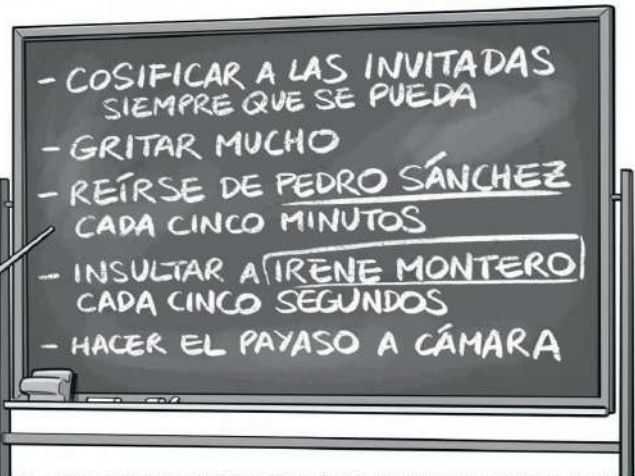 - COSIFICAR A LAS INVITADAS
SIEMPRE QUE SE PUEDA
- GRITAR MUCHO
- REÍRSE DE PEDRO SÁNCHEZ
CADA CINCO MINUTOS
- INSULTAR A IRENE MONTERO
CADA CINCO SEGUNDOS
- HACER EL PAYASO A CÁMARA